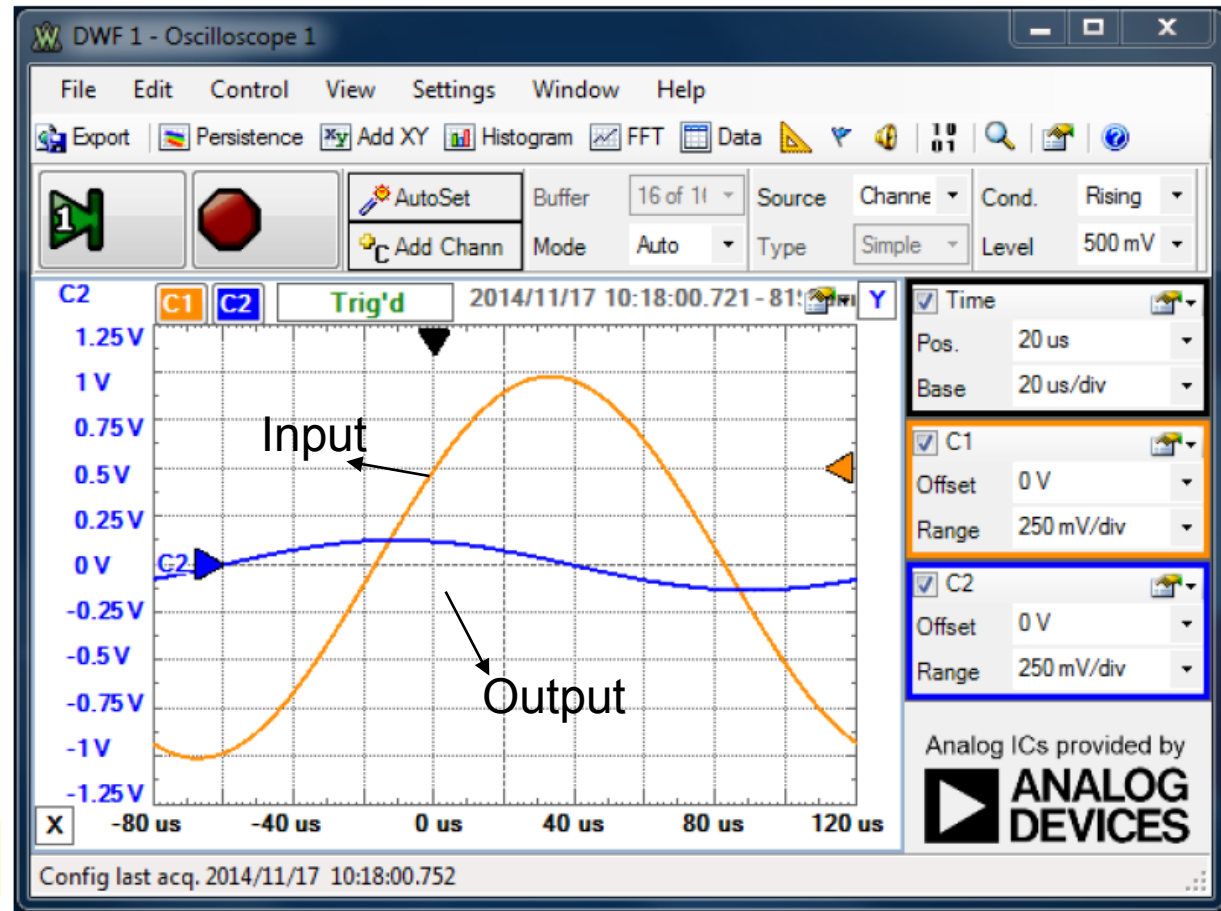 DWF 1 - Oscilloscope 1
File Edit Control View Settings Window Help
Export Persistence Add XY Histogram FFT Data
AutoSet Buffer 16 of 1 Source Channe Cond. Rising
Add Chann Mode Auto Type Simple Level 500 mV
C2 C1 C2 Trig'd 2014/11/17 10:18:00.721 - 81 Y
1.25 V
1 V
0.75 V
0.5 V
0.25 V
0 V
-0.25 V
-0.5 V
-0.75 V
-1 V
-1.25 V
C2
Input
Output
X -80 us -40 us 0 us 40 us 80 us 120 us
Time
Pos. 20 us
Base 20 us/div
C1
Offset 0 V
Range 250 mV/div
C2
Offset 0 V
Range 250 mV/div
Analog ICs provided by
ANALOG
DEVICES
Config last acq. 2014/11/17 10:18:00.752